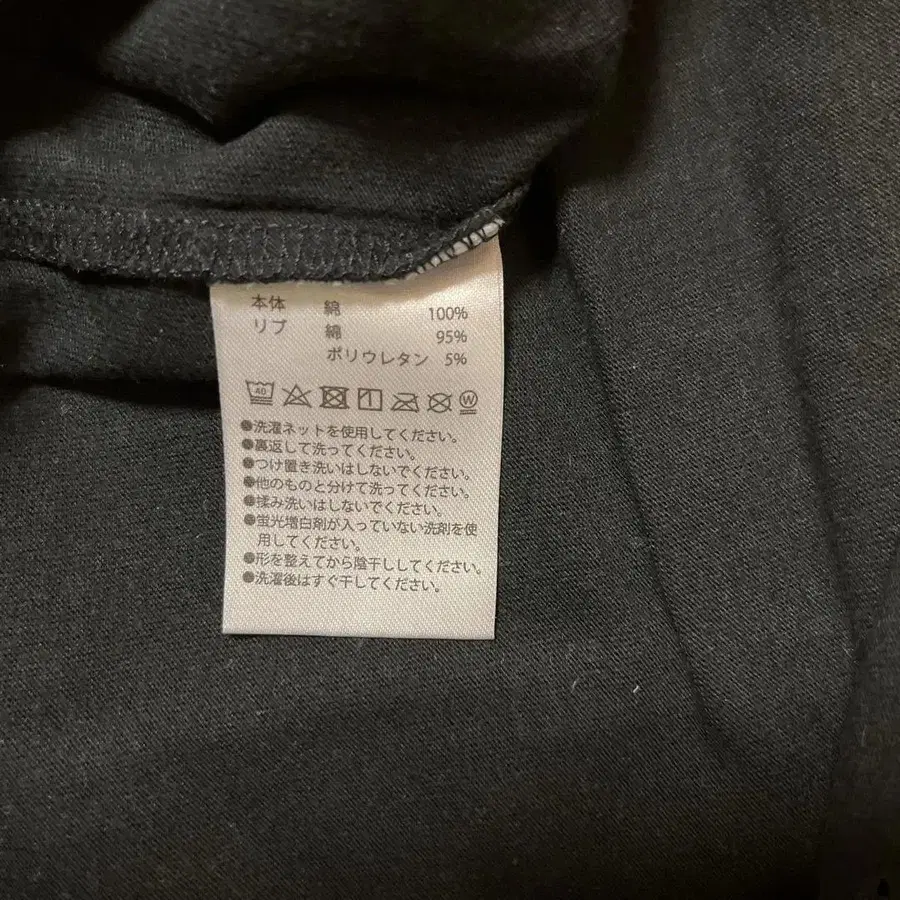 本体 綿 100%
リブ 綿 95%
ポリウレタン 5%
40 W
●洗濯ネットを使用してください。
●裏返して洗ってください。
●つけ置き洗いはしないでください。
●他のものと分けて洗ってください。
●揉み洗いはしないでください。
●蛍光増白剤が入っていない洗剤を使
用してください。
●形を整えてから陰干ししてください。
●洗濯後はすぐ干してください。